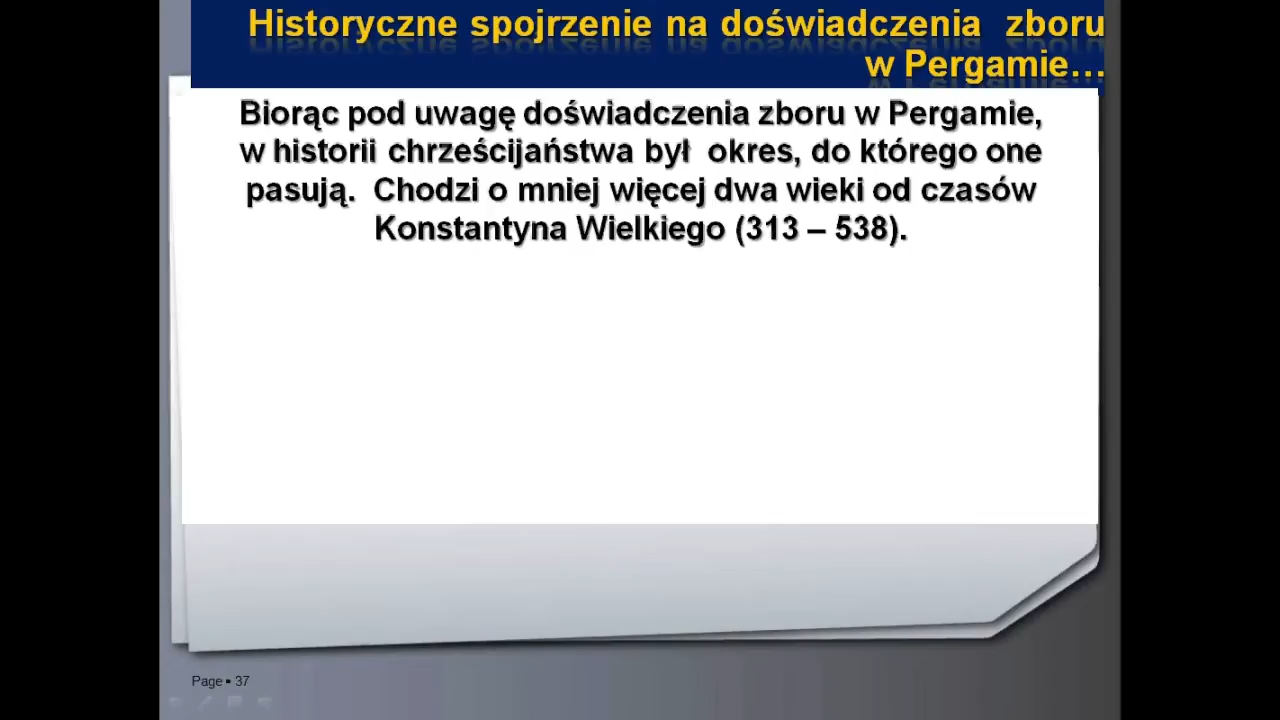 Historyczne spojrzenie na doświadczenia zboru
w Pergamie…
Biorąc pod uwagę doświadczenia zboru w Pergamie,
w historii chrześcijaństwa był okres, do którego one
pasują. Chodzi o mniej więcej dwa wieki od czasów
Konstantyna Wielkiego (313 – 538).
Page ▪ 37